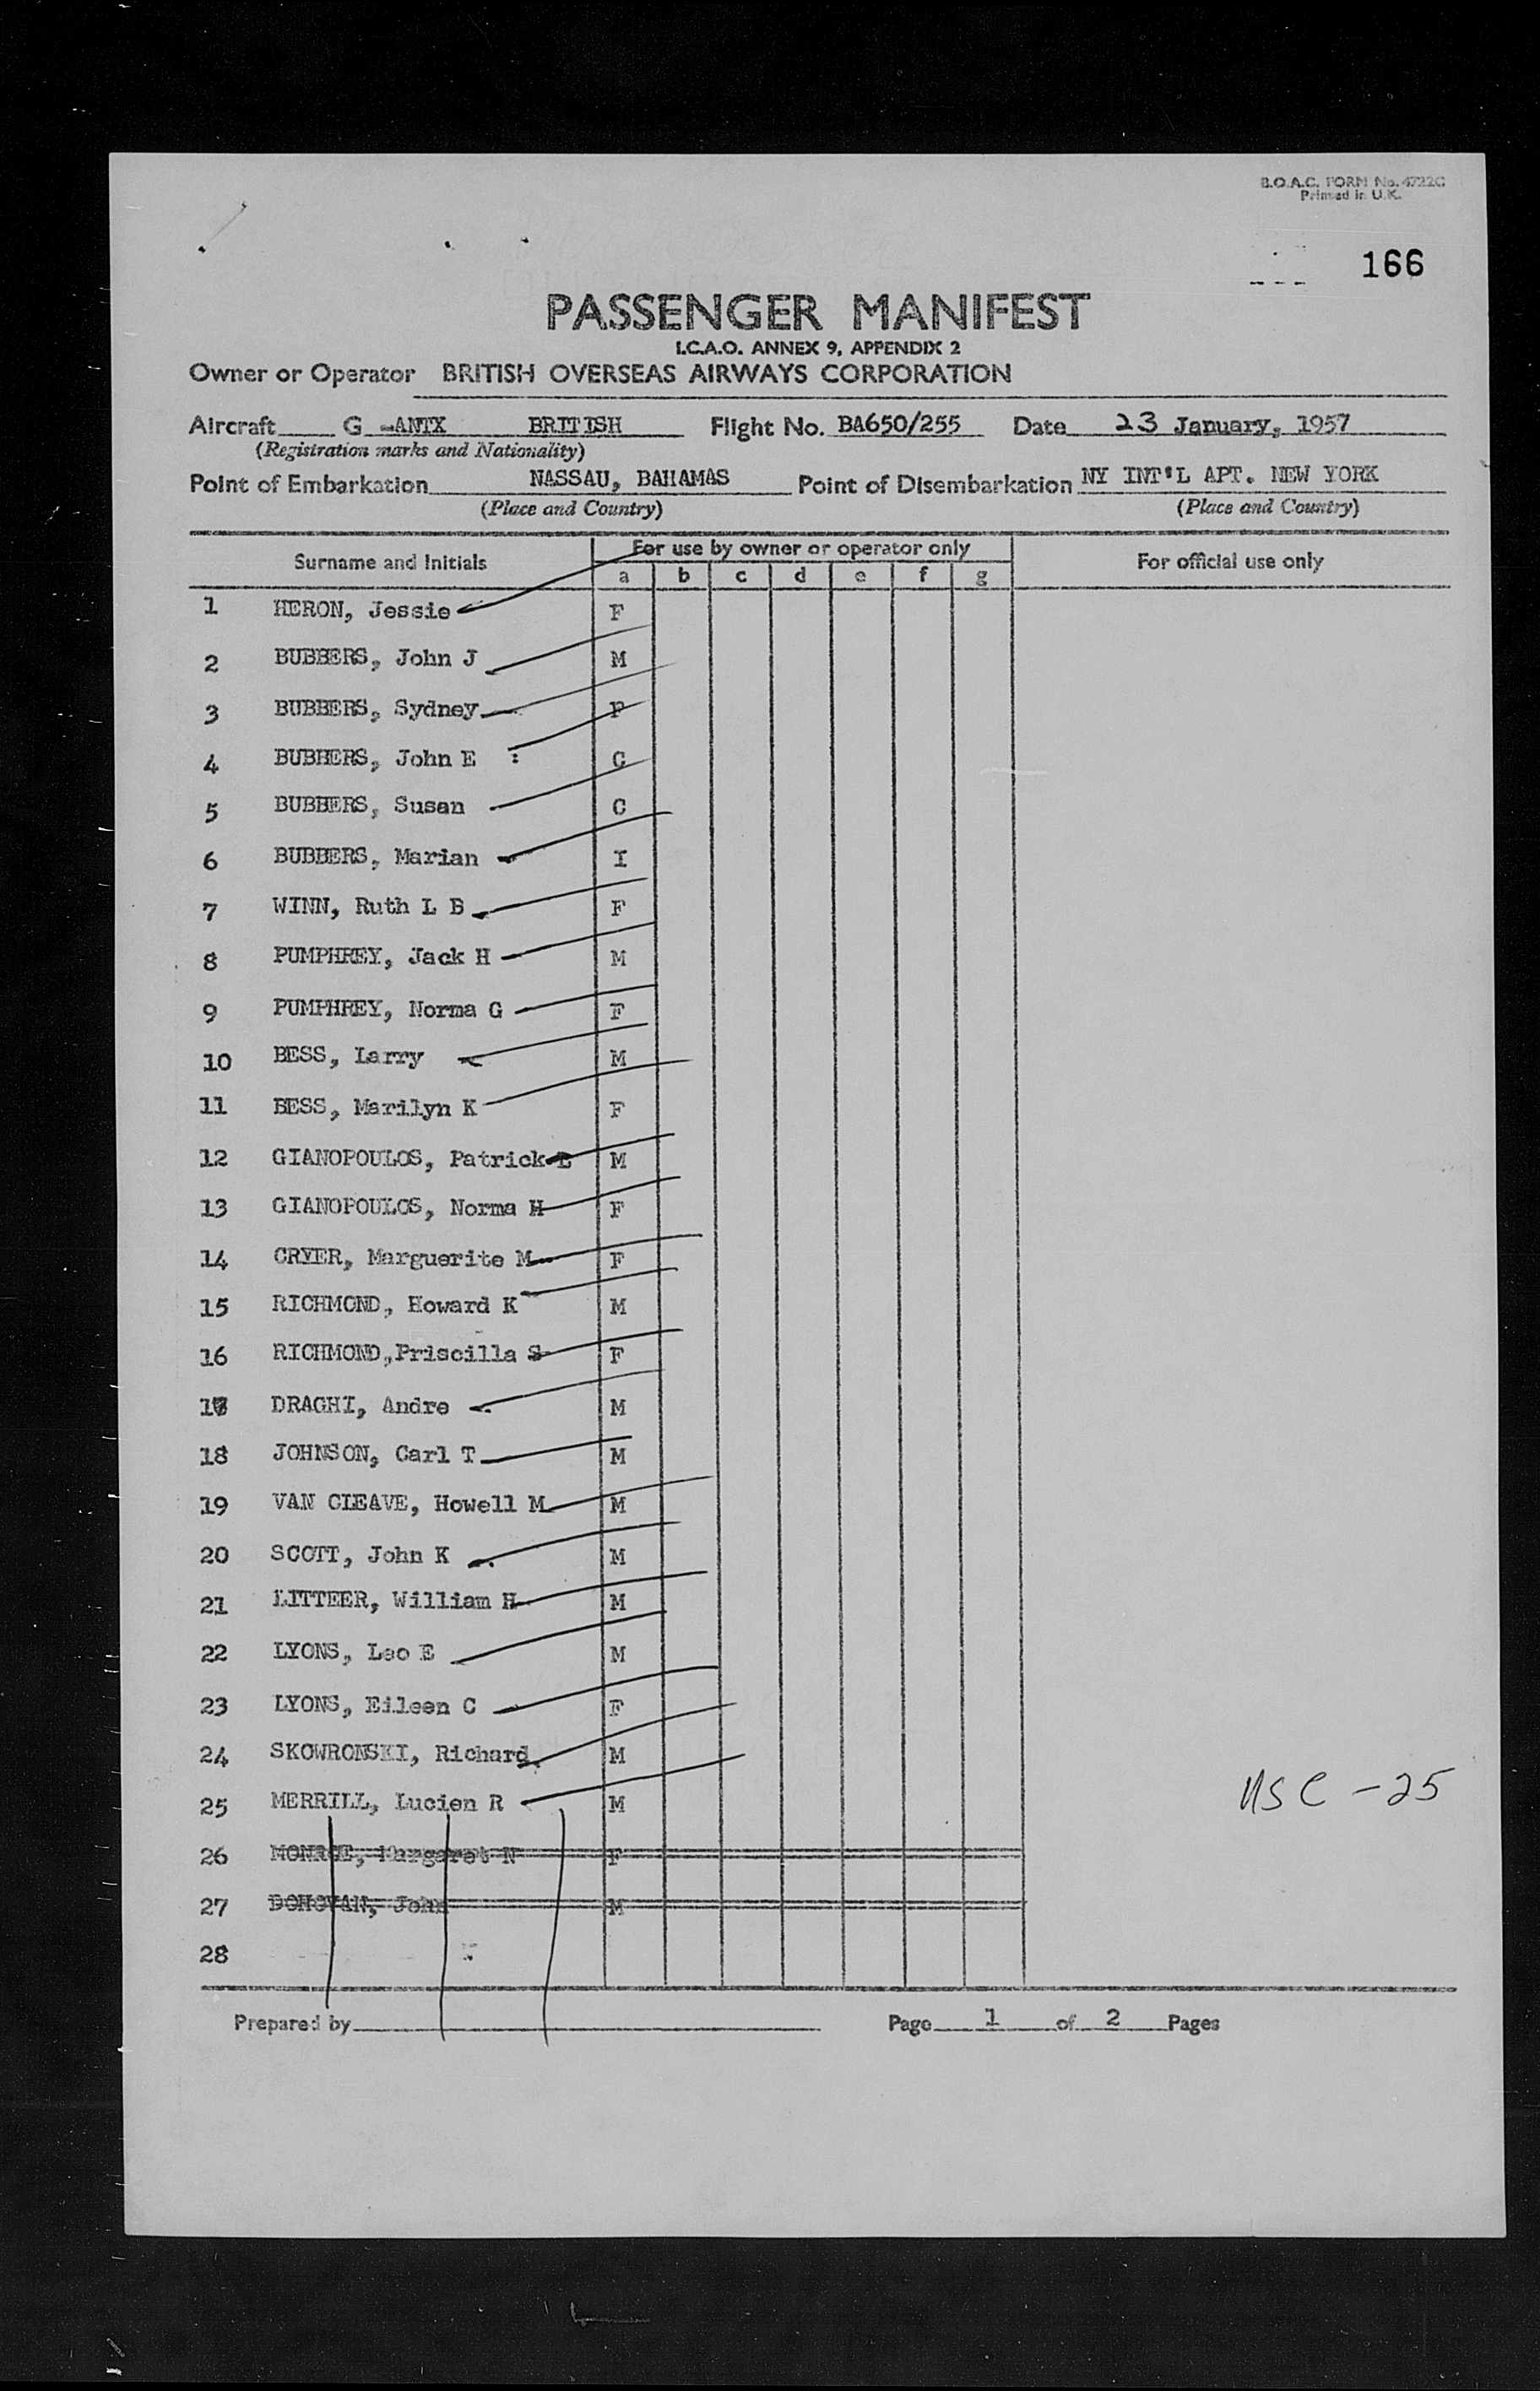 B.O.A.C. FORM No. 4722C
Printed in U.K.
166
PASSENGER MANIFEST
I.C.A.O. ANNEX 9, APPENDIX 2
Owner or Operator BRITISH OVERSEAS AIRWAYS CORPORATION
Aircraft G -ANTX BRITISH Flight No. BA650/255 Date 23 January, 1957
(Registration marks and Nationality)
Point of Embarkation NASSAU, BAHAMAS Point of Disembarkation NY INT'L APT. NEW YORK
(Place and Country) (Place and Country)
Surname and Initials For use by owner or operator only For official use only
a b c d e f g
1 HERON, Jessie F
2 BUBBERS, John J M
3 BUBBERS, Sydney F
4 BUBBERS, John E C
5 BUBBERS, Susan C
6 BUBBERS, Marian I
7 WINN, Ruth L B F
8 PUMPHREY, Jack H M
9 PUMPHREY, Norma G F
10 BESS, Larry M
11 BESS, Marilyn K F
12 GIANOPOULOS, Patrick M
13 GIANOPOULOS, Norma H F
14 CRYER, Marguerite M F
15 RICHMOND, Howard K M
16 RICHMOND,Priscilla S F
17 DRAGHI, Andre M
18 JOHNSON, Carl T M
19 VAN CLEAVE, Howell M M
20 SCOTT, John K M
21 LITTEER, William H M
22 LYONS, Leo E M
23 LYONS, Eileen C F
24 SKOWRONSKI, Richard M
25 MERRILL, Lucien R M
USC - 25
26 MONROE, Margaret N F
27 DONOVAN, John M
28
Prepared by Page 1 of 2 Pages